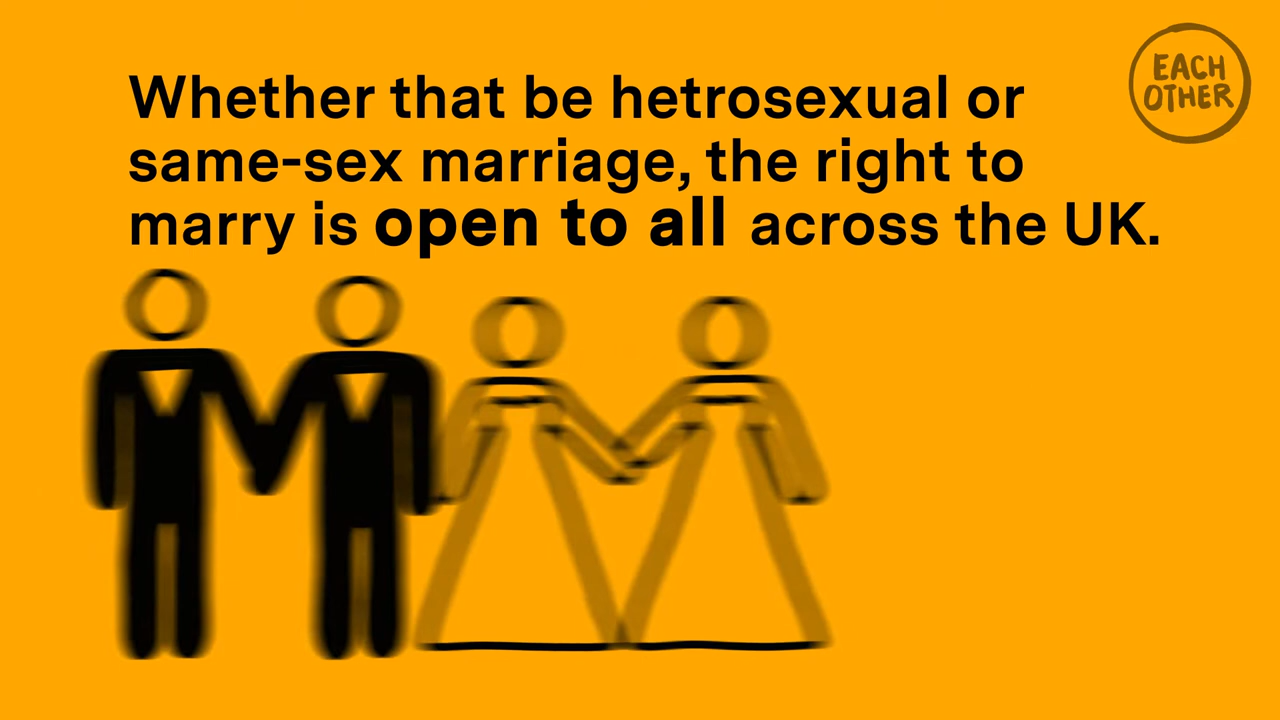 Whether that be hetrosexual or
same-sex marriage, the right to
marry is open to all across the UK.
EACH
OTHER